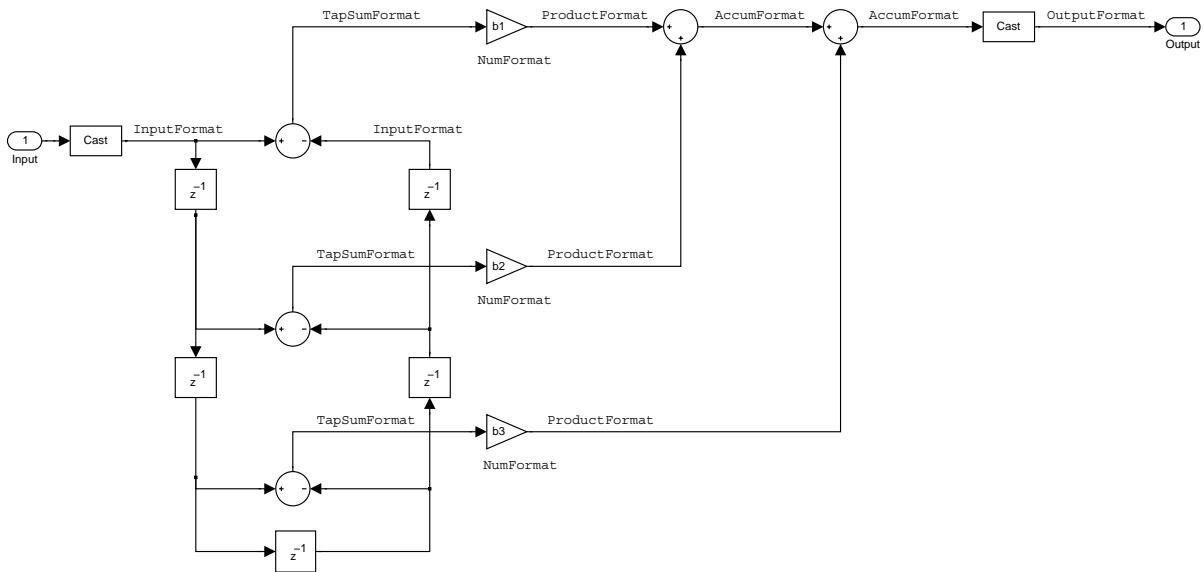 TapSumFormat
b1
ProductFormat
+
+
AccumFormat
+
+
AccumFormat
Cast
OutputFormat
1
Output
NumFormat
1
Input
Cast
InputFormat
+
−
InputFormat
z−1
z−1
TapSumFormat
b2
ProductFormat
NumFormat
+
−
z−1
z−1
TapSumFormat
b3
ProductFormat
NumFormat
+
−
z−1